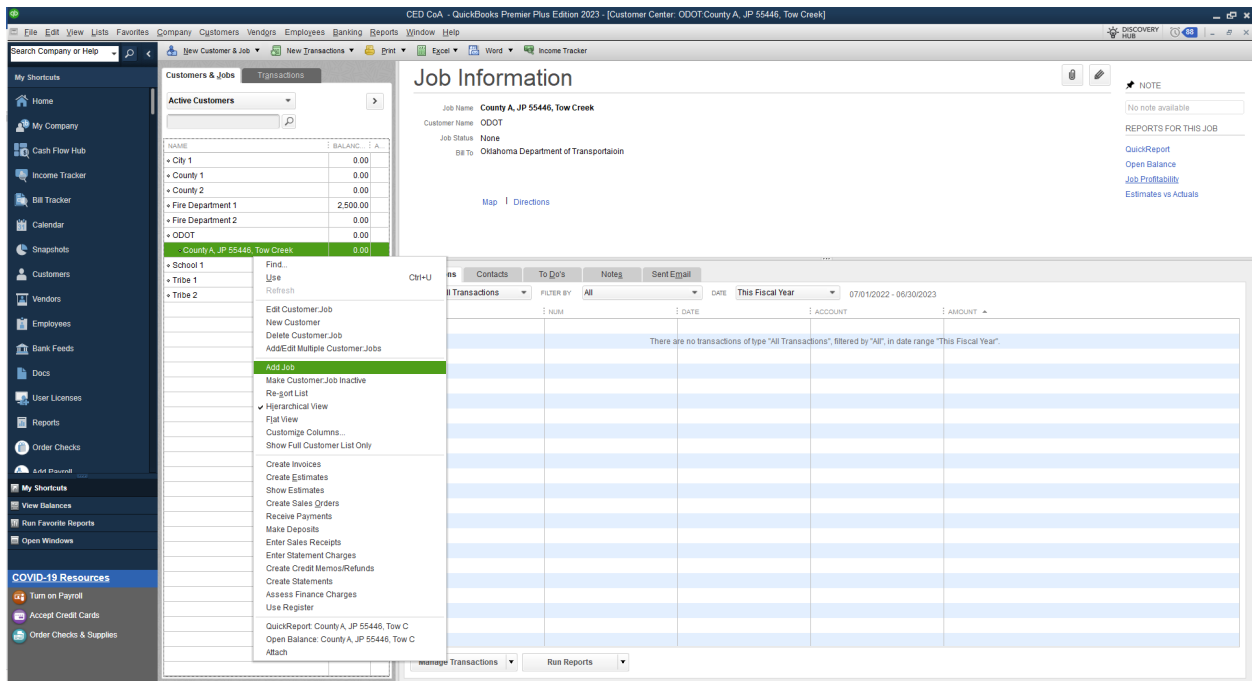 CED CoA - QuickBooks Premier Plus Edition 2023 - [Customer Center: ODOT:County A, JP 55446, Tow Creek]
File Edit View Lists Favorites Company Customers Vendors Employees Banking Reports Window Help
DISCOVERY HUB
88
Search Company or Help
New Customer & Job
New Transactions
Print
Excel
Word
Income Tracker
My Shortcuts
Home
My Company
Cash Flow Hub
Income Tracker
Bill Tracker
Calendar
Snapshots
Customers
Vendors
Employees
Bank Feeds
Docs
User Licenses
Reports
Order Checks
Add Payroll
My Shortcuts
View Balances
Run Favorite Reports
Open Windows
COVID-19 Resources
Turn on Payroll
Accept Credit Cards
Order Checks & Supplies
Customers & Jobs Transactions
Active Customers
NAME BALANC... A...
City 1 0.00
County 1 0.00
County 2 0.00
Fire Department 1 2,500.00
Fire Department 2 0.00
ODOT 0.00
County A, JP 55446, Tow Creek 0.00
School 1
Tribe 1
Tribe 2
Find...
Use Ctrl+U
Refresh
Edit Customer:Job
New Customer
Delete Customer:Job
Add/Edit Multiple Customer:Jobs
Add Job
Make Customer:Job Inactive
Re-sort List
Hierarchical View
Flat View
Customize Columns...
Show Full Customer List Only
Create Invoices
Create Estimates
Show Estimates
Create Sales Orders
Receive Payments
Make Deposits
Enter Sales Receipts
Enter Statement Charges
Create Credit Memos/Refunds
Create Statements
Assess Finance Charges
Use Register
QuickReport: County A, JP 55446, Tow C
Open Balance: County A, JP 55446, Tow C
Attach
Job Information
Job Name County A, JP 55446, Tow Creek
Customer Name ODOT
Job Status None
Bill To Oklahoma Department of Transportaioin
Map | Directions
NOTE
No note available
REPORTS FOR THIS JOB
QuickReport
Open Balance
Job Profitability
Estimates vs Actuals
ns Contacts To Do's Notes Sent Email
ll Transactions FILTER BY All DATE This Fiscal Year 07/01/2022 - 06/30/2023
NUM DATE ACCOUNT AMOUNT
There are no transactions of type "All Transactions", filtered by "All", in date range "This Fiscal Year".
Manage Transactions Run Reports